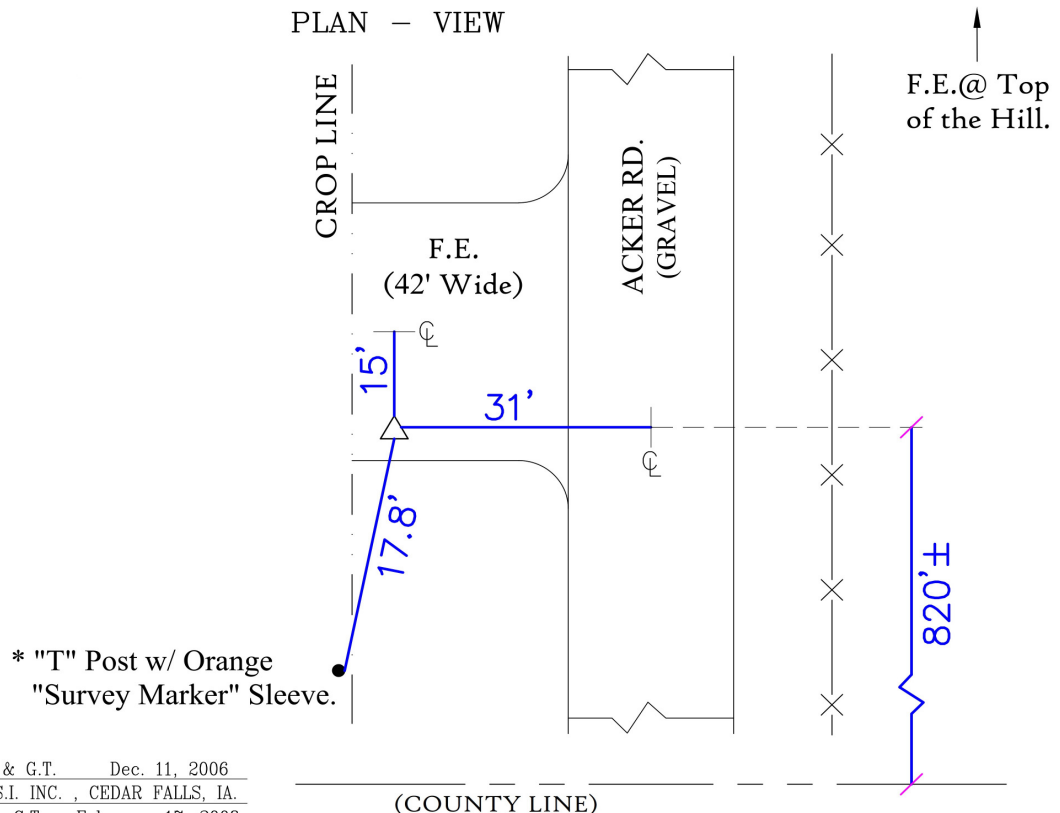 PLAN - VIEW
F.E.@ Top
of the Hill.
CROP LINE
ACKER RD.
(GRAVEL)
F.E.
(42' Wide)
℄
15'
31'
℄
17.8'
820'±
* "T" Post w/ Orange
"Survey Marker" Sleeve.
& G.T. Dec. 11, 2006
S.I. INC. , CEDAR FALLS, IA.
(COUNTY LINE)